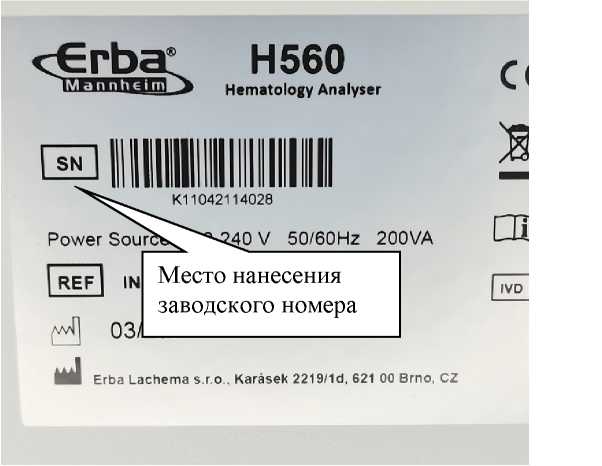 Erba®
Mannheim
H560
Hematology Analyser
SN
K11042114028
Power Source 240 V 50/60Hz 200VA
REF IN
Место нанесения
заводского номера
IVD
03/
Erba Lachema s.r.o., Karásek 2219/1d, 621 00 Brno, CZ